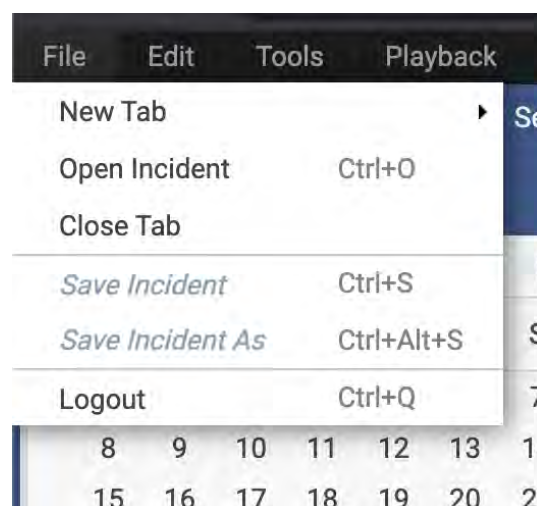 File Edit Tools Playback
New Tab
Open Incident Ctrl+O
Close Tab
Save Incident Ctrl+S
Save Incident As Ctrl+Alt+S
Logout Ctrl+Q
8 9 10 11 12 13
15 16 17 18 19 20